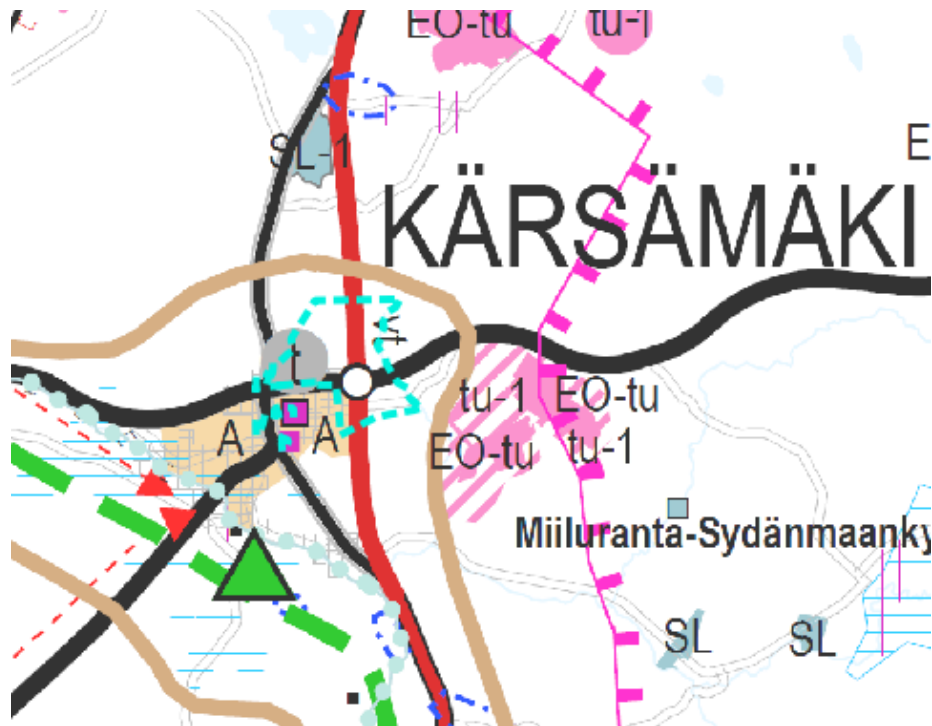 EO-tu
tu-1
SL-1
E
KÄRSÄMÄKI
vt
t
tu-1
EO-tu
A
A
EO-tu
tu-1
Miiluranta-Sydänmaanky
SL
SL